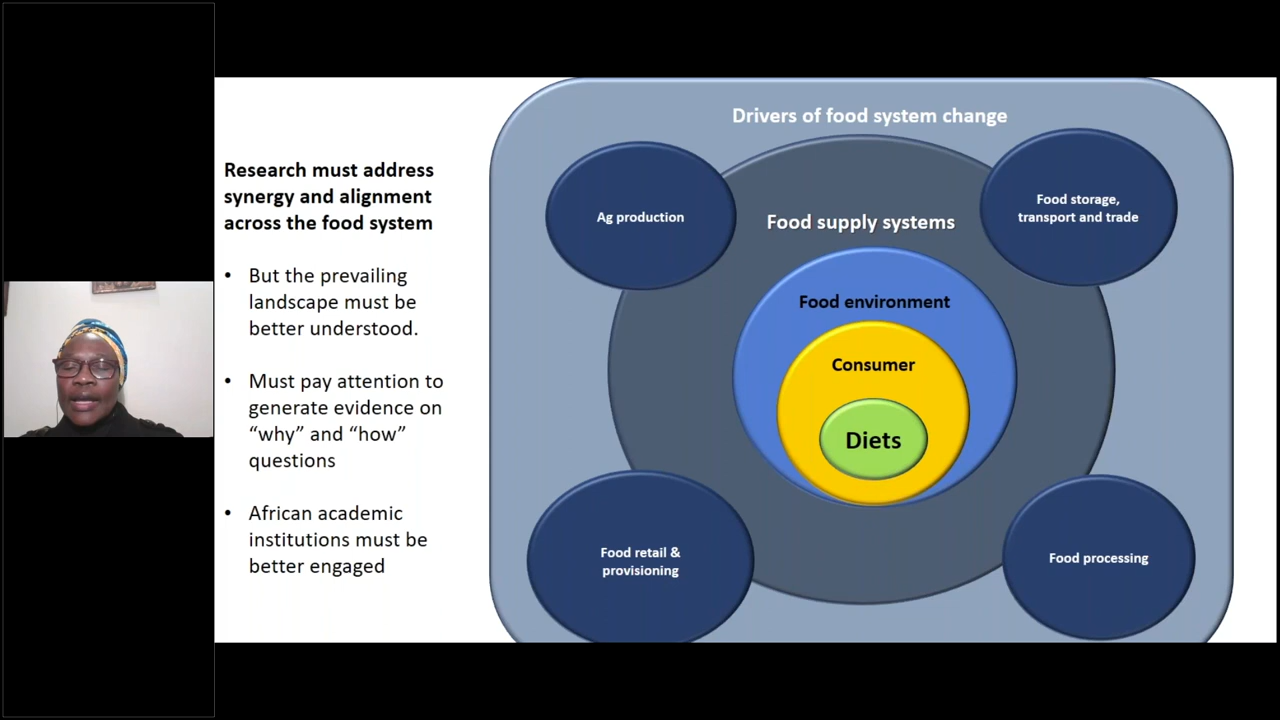 Research must address
synergy and alignment
across the food system
• But the prevailing
landscape must be
better understood.
• Must pay attention to
generate evidence on
“why” and “how”
questions
• African academic
institutions must be
better engaged
Drivers of food system change
Ag production
Food storage,
transport and trade
Food supply systems
Food environment
Consumer
Diets
Food retail &
provisioning
Food processing